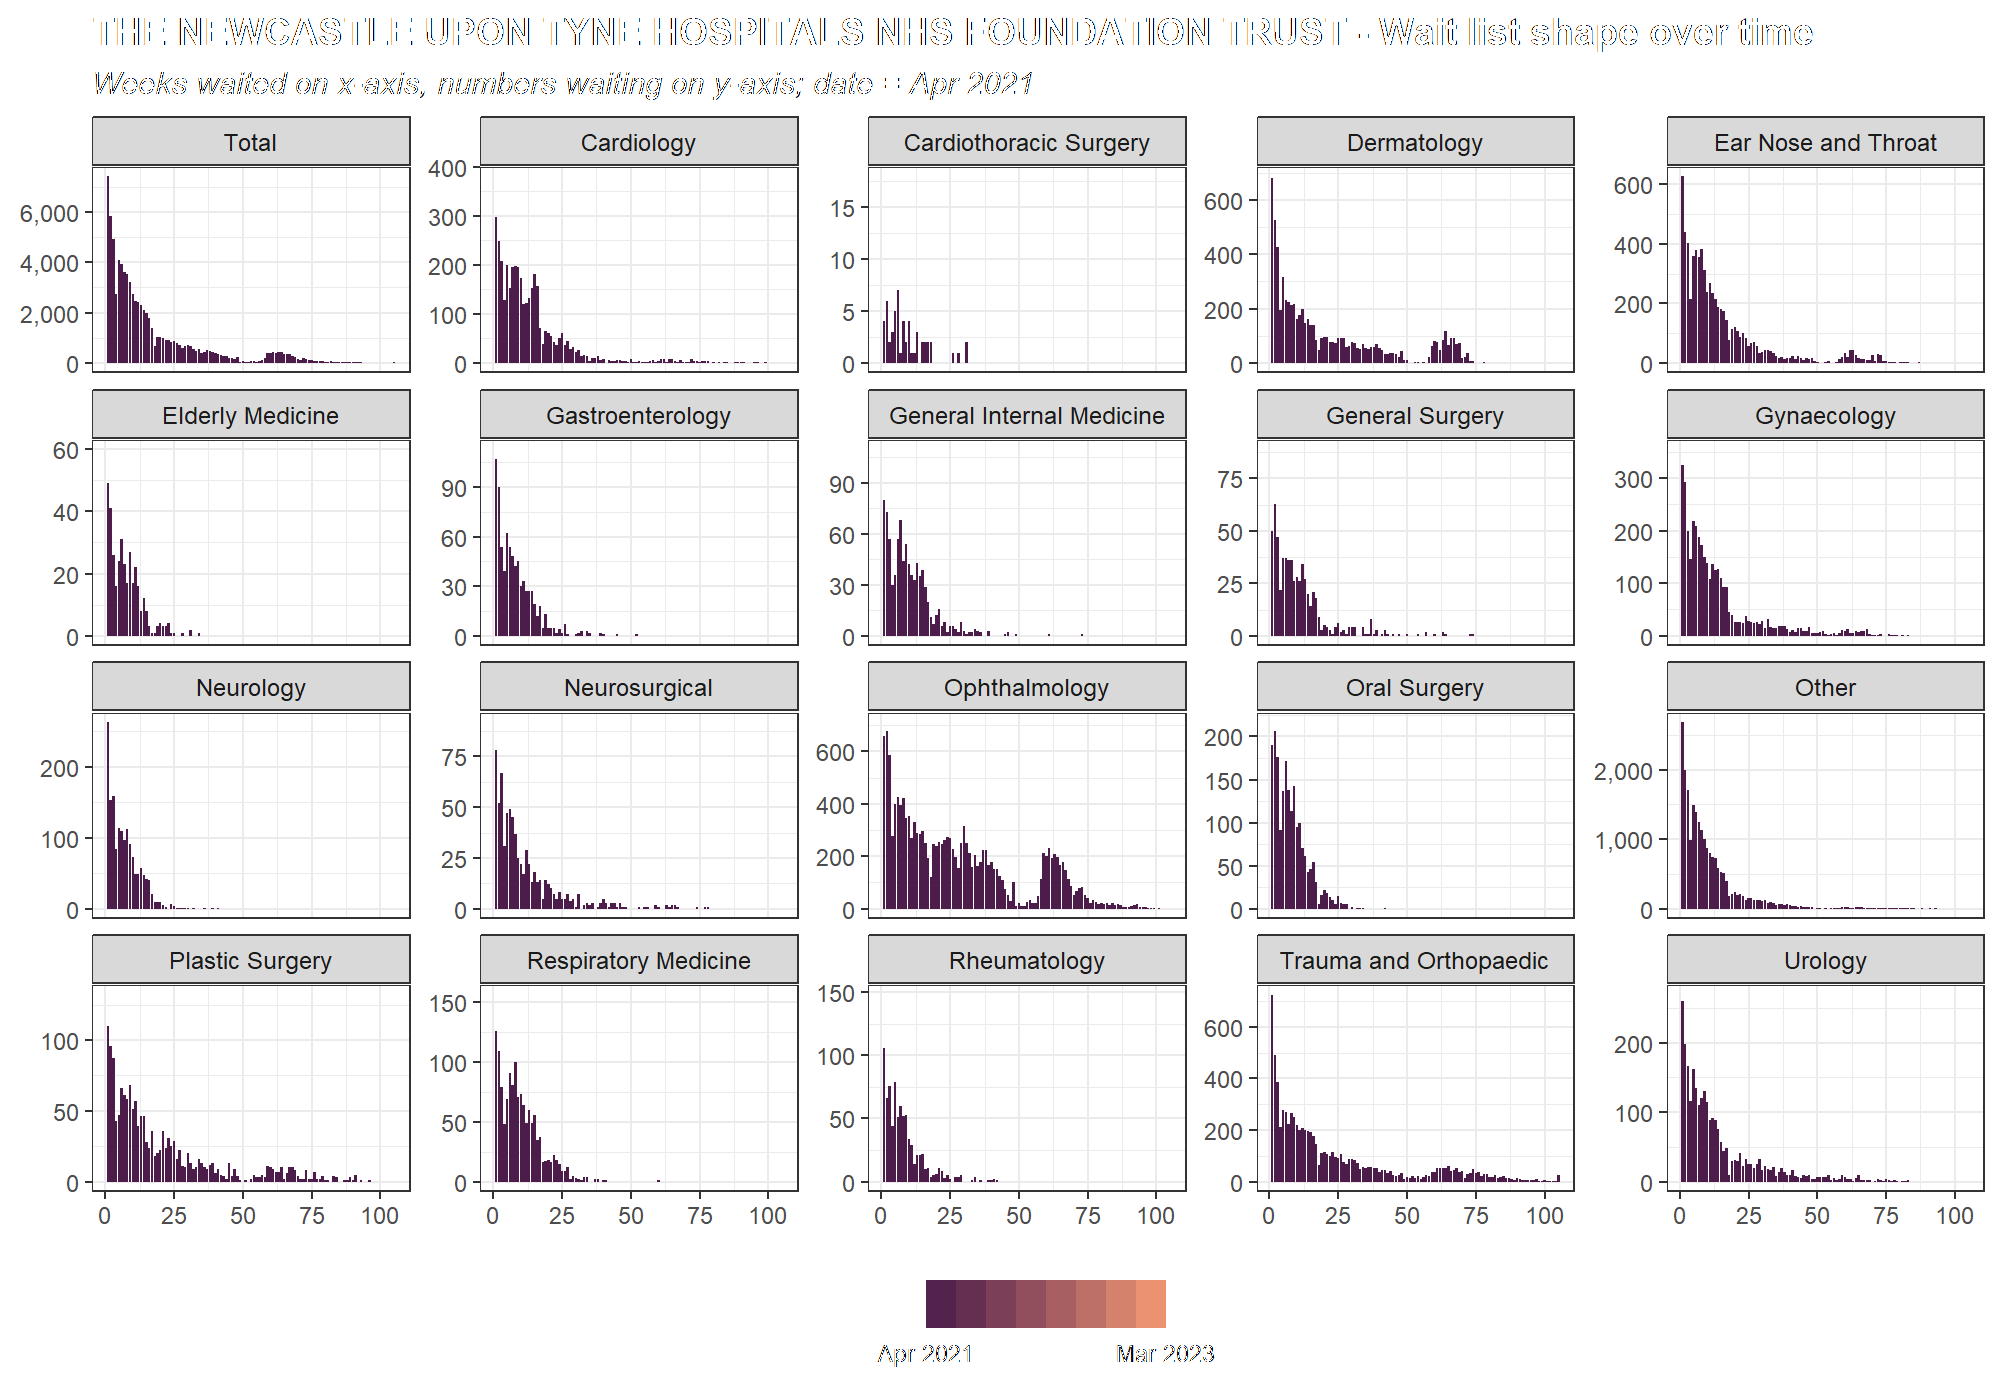 THE NEWCASTLE UPON TYNE HOSPITALS NHS FOUNDATION TRUST - Wait list shape over time
Weeks waited on x-axis, numbers waiting on y-axis; date = Apr 2021
Total
Cardiology
Cardiothoracic Surgery
Dermatology
Ear Nose and Throat
6,000
4,000
2,000
0
400
300
200
100
0
15
10
5
0
600
400
200
0
600
400
200
0
Elderly Medicine
Gastroenterology
General Internal Medicine
General Surgery
Gynaecology
60
40
20
0
90
60
30
0
90
60
30
0
75
50
25
0
300
200
100
0
Neurology
Neurosurgical
Ophthalmology
Oral Surgery
Other
200
100
0
75
50
25
0
600
400
200
0
200
150
100
50
0
2,000
1,000
0
Plastic Surgery
Respiratory Medicine
Rheumatology
Trauma and Orthopaedic
Urology
100
50
0
150
100
50
0
150
100
50
0
600
400
200
0
200
100
0
0 25 50 75 100
0 25 50 75 100
0 25 50 75 100
0 25 50 75 100
0 25 50 75 100
Apr 2021
Mar 2023